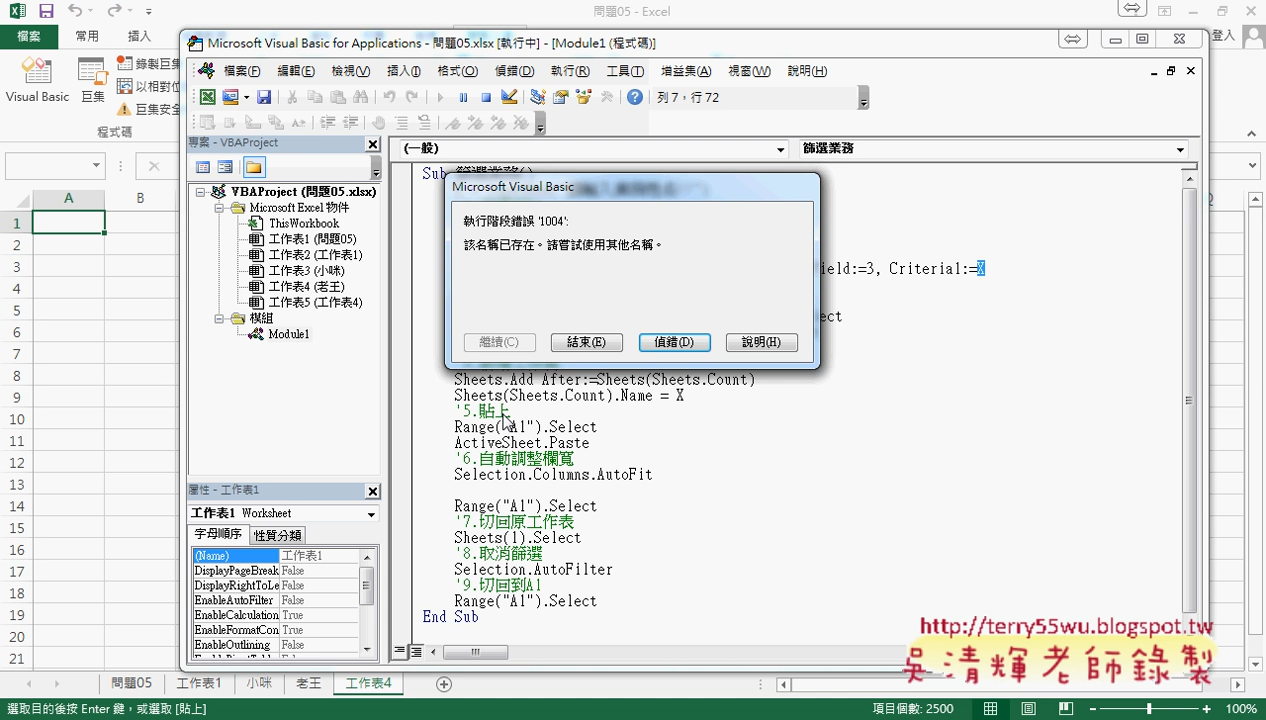 問題05 - Excel
檔案 常用 插入 登入
Visual Basic 巨集 錄製巨集
以相對位
巨集安全
程式碼
Microsoft Visual Basic for Applications - 問題05.xlsx [執行中] - [Module1 (程式碼)]
檔案(F) 編輯(E) 檢視(V) 插入(I) 格式(O) 偵錯(D) 執行(R) 工具(T) 增益集(A) 視窗(W) 說明(H)
列 7，行 72
專案 - VBAProject
(一般) 篩選業務
VBAProject (問題05.xlsx)
Microsoft Excel 物件
ThisWorkbook
工作表1 (問題05)
工作表2 (工作表1)
工作表3 (小咪)
工作表4 (老王)
工作表5 (工作表4)
模組
Module1
屬性 - 工作表1
工作表1 Worksheet
字母順序 性質分類
(Name) 工作表1
DisplayPageBreak False
DisplayRightToLe False
EnableAutoFilter False
EnableCalculation True
EnableFormatCon True
EnableOutlining False
Sub 篩選業務()
Microsoft Visual Basic
執行階段錯誤 '1004':
該名稱已存在。請嘗試使用其他名稱。
繼續(C) 結束(E) 偵錯(D) 說明(H)
ield:=3, Criteria1:=X
ect
Sheets.Add After:=Sheets(Sheets.Count)
Sheets(Sheets.Count).Name = X
'5.貼上
Range("A1").Select
ActiveSheet.Paste
'6.自動調整欄寬
Selection.Columns.AutoFit
Range("A1").Select
'7.切回原工作表
Sheets(1).Select
'8.取消篩選
Selection.AutoFilter
'9.切回到A1
Range("A1").Select
End Sub
A B
1
2
3
4
5
6
7
8
9
10
11
12
13
14
15
16
17
18
19
20
21
http://terry55wu.blogspot.tw
吳清輝老師錄製
問題05 工作表1 小咪 老王 工作表4
選取目的後按 Enter 鍵，或選取 [貼上] 項目個數: 2500 100%